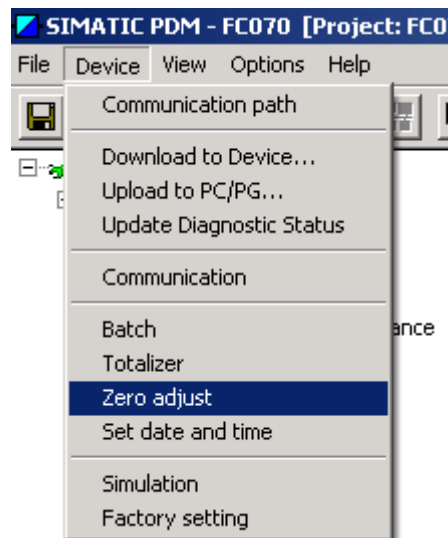 SIMATIC PDM - FC070 [Project: FC0
File Device View Options Help
Communication path
Download to Device...
Upload to PC/PG...
Update Diagnostic Status
Communication
Batch
ance
Totalizer
Zero adjust
Set date and time
Simulation
Factory setting